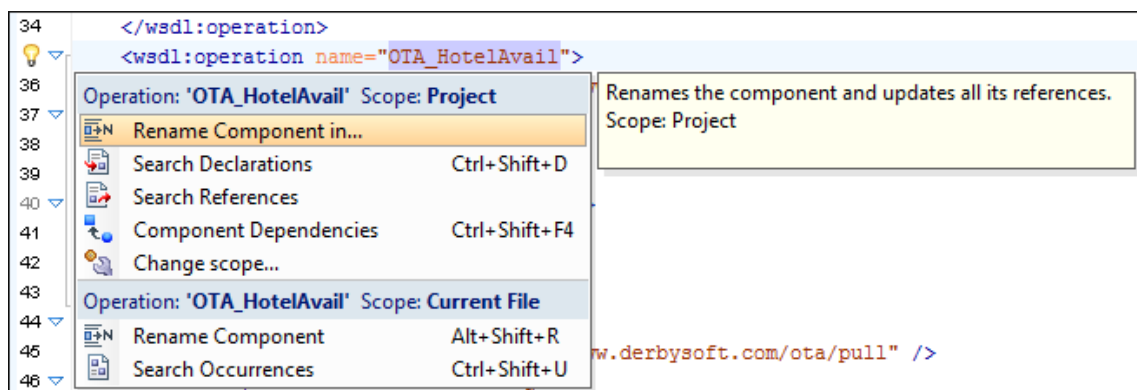 34 </wsdl:operation>
<wsdl:operation name="OTA_HotelAvail">
36
Operation: 'OTA_HotelAvail' Scope: Project
Renames the component and updates all its references.
Scope: Project
37
Rename Component in...
38
Search Declarations Ctrl+Shift+D
39
Search References
40
Component Dependencies Ctrl+Shift+F4
41
Change scope...
42
43
Operation: 'OTA_HotelAvail' Scope: Current File
44
Rename Component Alt+Shift+R
45 w.derbysoft.com/ota/pull" />
Search Occurrences Ctrl+Shift+U
46